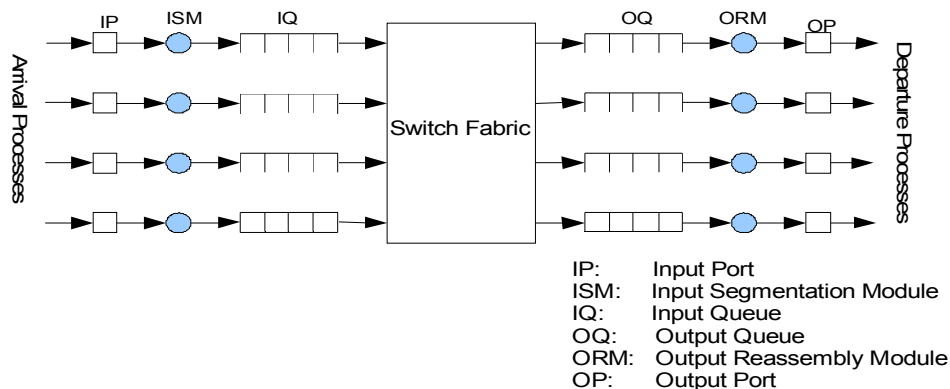 IP ISM IQ OQ ORM OP
Arrival Processes
Switch Fabric
Departure Processes
IP: Input Port
ISM: Input Segmentation Module
IQ: Input Queue
OQ: Output Queue
ORM: Output Reassembly Module
OP: Output Port